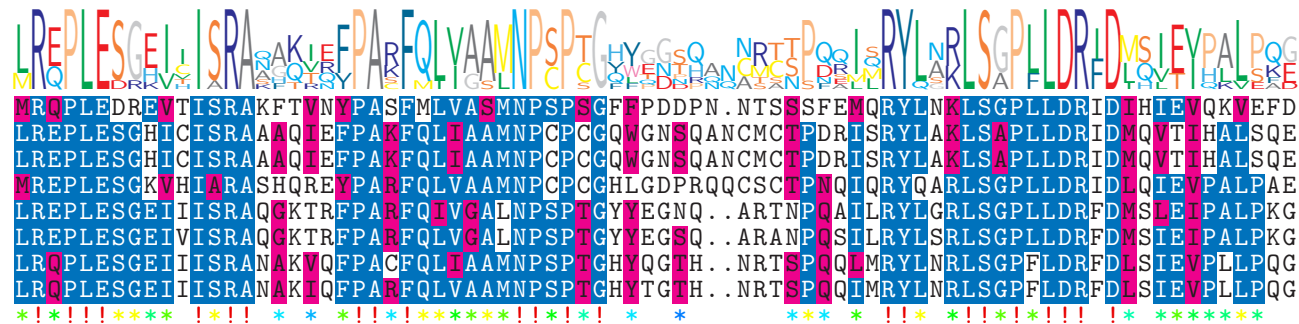 MRQPLEDREVTISRAKFTVNYPASFMLVASMNPSPSGFFPDDPN.NTSSSFEMQRYLNKLSGPLLDRIDIHIEVQKVEFD
LREPLESGHICISRAAAQIEFPAKFQLIAAMNPCPCGQWGNSQANCMCTPDRISRYLAKLSAPLLDRIDMQVTIHALSQE
LREPLESGHICISRAAAQIEFPAKFQLIAAMNPCPCGQWGNSQANCMCTPDRISRYLAKLSAPLLDRIDMQVTIHALSQE
MREPLESGKVHIARASHQREYPARFQLVAAMNPCPCGHLGDPRQQCSCTPNQIQRYQARLSGPLLDRIDLQIEVPALPAE
LREPLESGEIIISRAQGKTRFPARFQIVGALNPSPTGYYEGNQ..ARTNPQAILRYLGRLSGPLLDRFDMSLEIPALPKG
LREPLESGEIVISRAQGKTRFPARFQLVGALNPSPTGYYEGSQ..ARANPQSILRYLSRLSGPLLDRFDMSIEIPALPKG
LRQPLESGEIIISRANAKVQFPACFQLIAAMNPSPTGHYQGTH..NRTSPQQLMRYLNRLSGPFLDRFDLSIEVPLLPQG
LRQPLESGEIIISRANAKIQFPARFQLVAAMNPSPTGHYTGTH..NRTSPQQIMRYLNRLSGPFLDRFDLSIEVPLLPQG